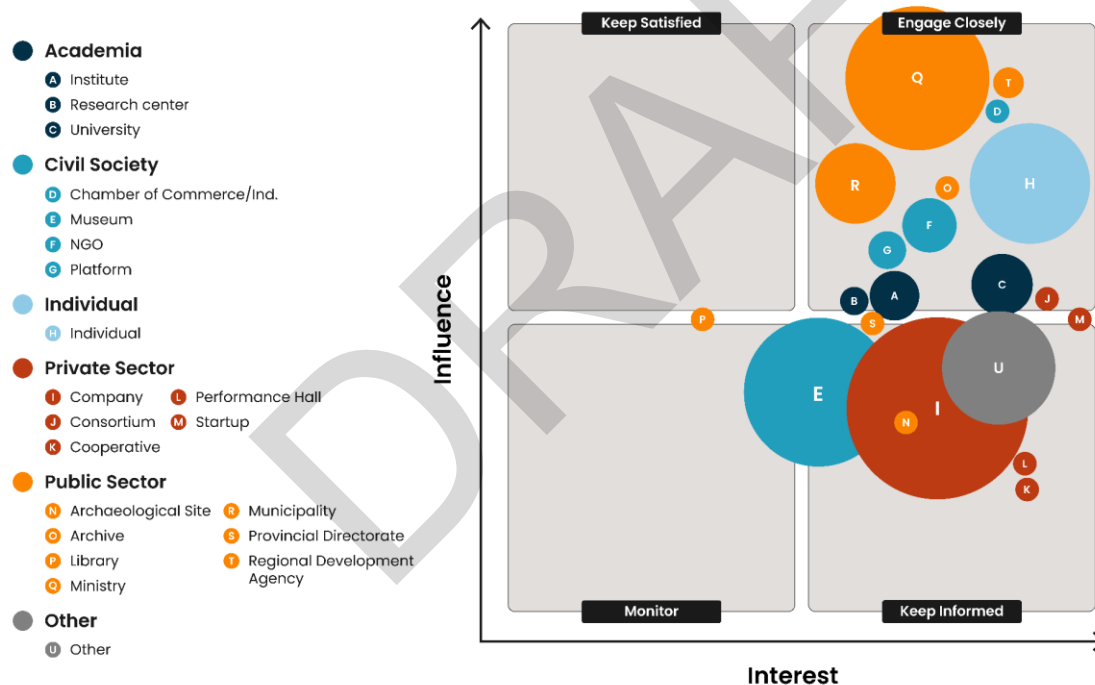 Academia
A Institute
B Research center
C University
Civil Society
D Chamber of Commerce/Ind.
E Museum
F NGO
G Platform
Individual
H Individual
Private Sector
I Company
L Performance Hall
J Consortium
M Startup
K Cooperative
Public Sector
N Archaeological Site
R Municipality
O Archive
S Provincial Directorate
P Library
T Regional Development
Agency
Q Ministry
Other
U Other
Keep Satisfied
Engage Closely
Q
T
D
R
O
H
F
G
B
A
C
J
P
S
M
E
I
U
N
L
K
Monitor
Keep Informed
Influence
Interest
DRAF